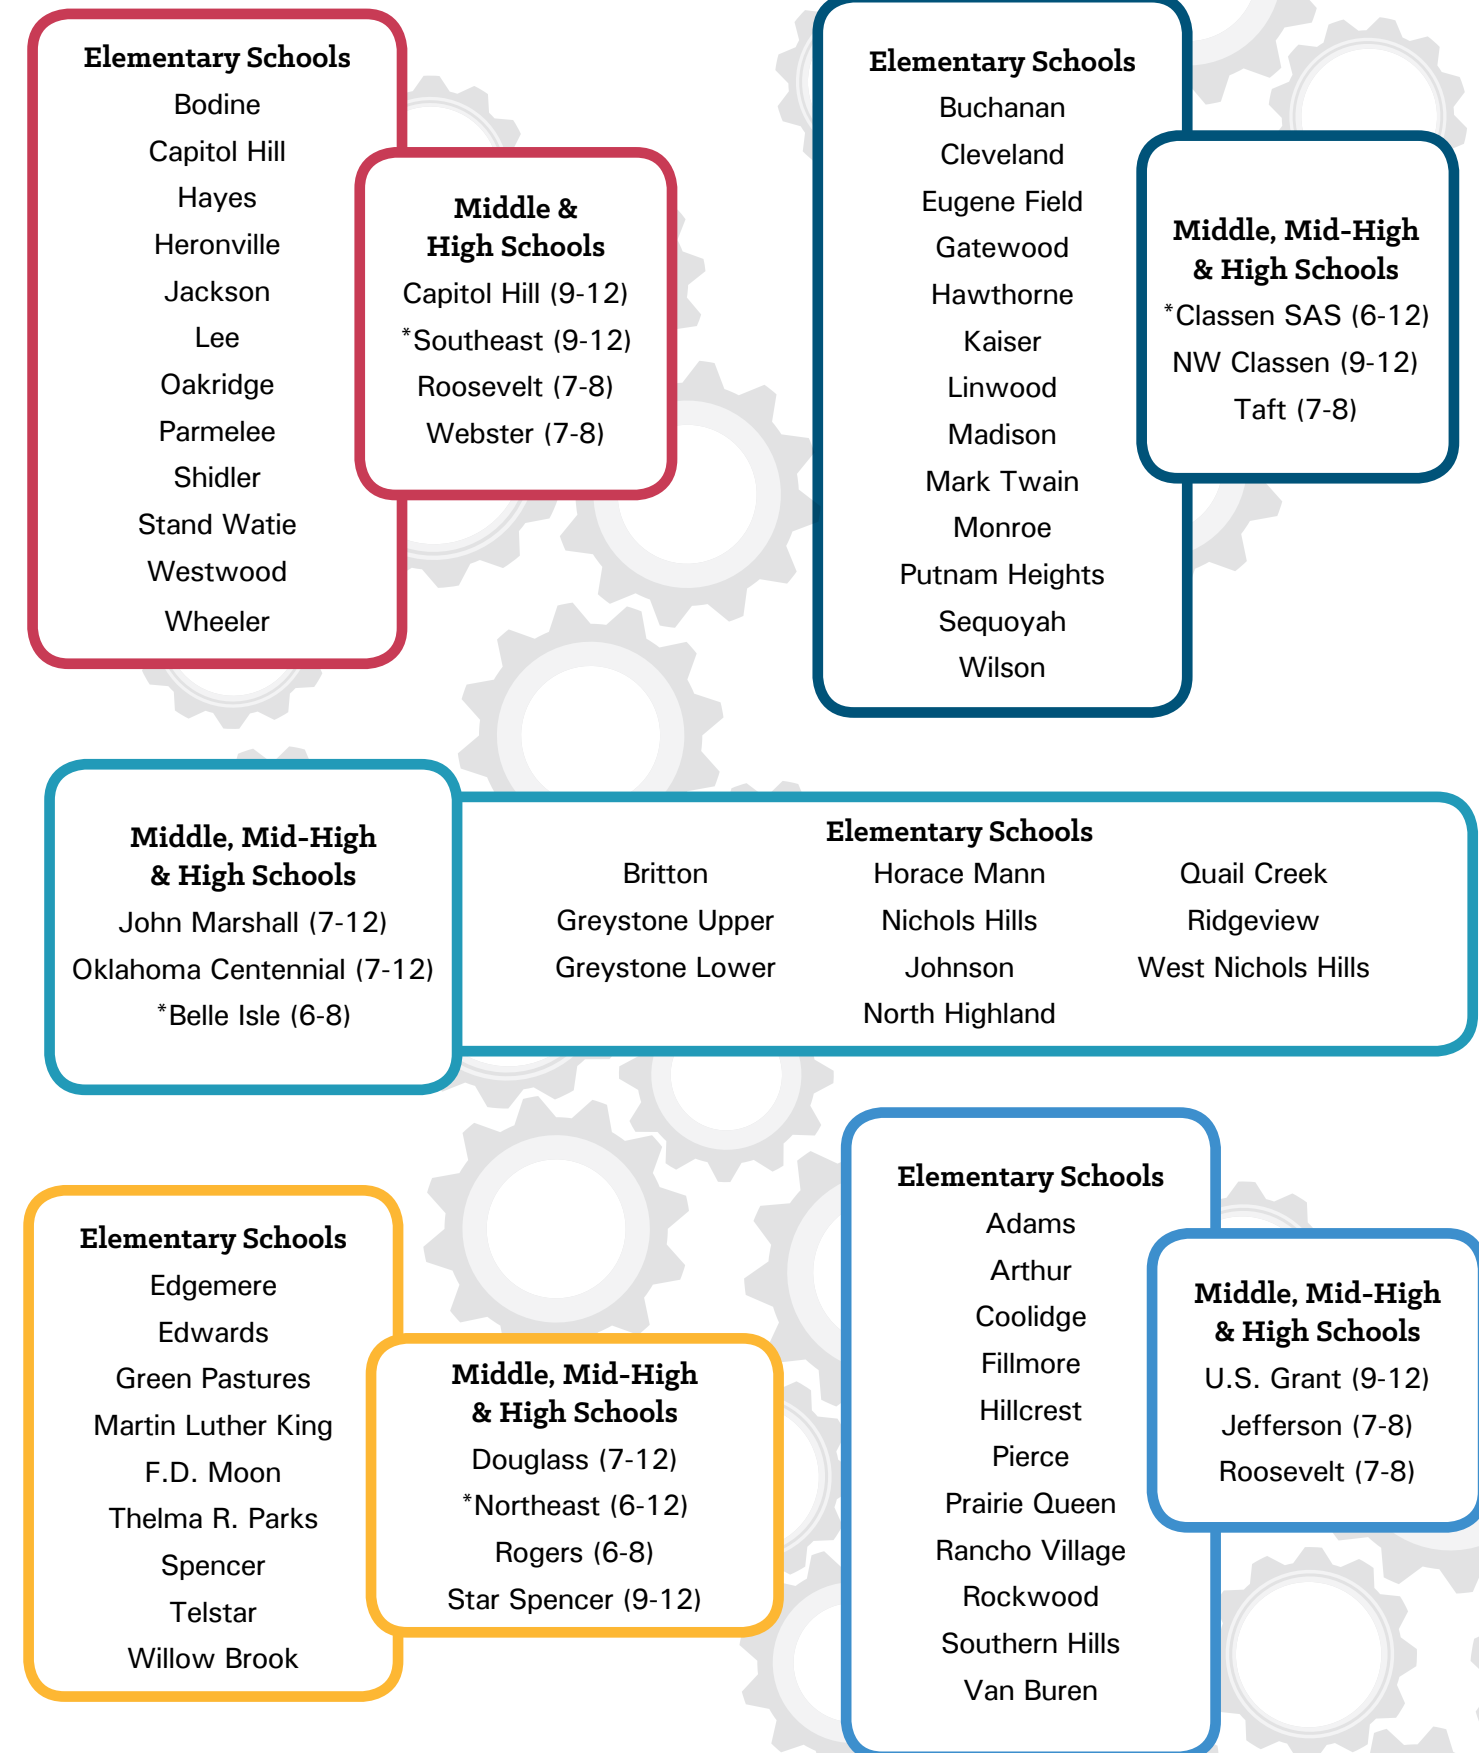 Elementary Schools
Bodine
Capitol Hill
Hayes
Heronville
Jackson
Lee
Oakridge
Parmelee
Shidler
Stand Watie
Westwood
Wheeler
Middle &
High Schools
Capitol Hill (9-12)
*Southeast (9-12)
Roosevelt (7-8)
Webster (7-8)
Elementary Schools
Buchanan
Cleveland
Eugene Field
Gatewood
Hawthorne
Kaiser
Linwood
Madison
Mark Twain
Monroe
Putnam Heights
Sequoyah
Wilson
Middle, Mid-High
& High Schools
*Classen SAS (6-12)
NW Classen (9-12)
Taft (7-8)
Middle, Mid-High
& High Schools
John Marshall (7-12)
Oklahoma Centennial (7-12)
*Belle Isle (6-8)
Elementary Schools
Britton
Greystone Upper
Greystone Lower
Horace Mann
Nichols Hills
Johnson
North Highland
Quail Creek
Ridgeview
West Nichols Hills
Elementary Schools
Edgemere
Edwards
Green Pastures
Martin Luther King
F.D. Moon
Thelma R. Parks
Spencer
Telstar
Willow Brook
Middle, Mid-High
& High Schools
Douglass (7-12)
*Northeast (6-12)
Rogers (6-8)
Star Spencer (9-12)
Elementary Schools
Adams
Arthur
Coolidge
Fillmore
Hillcrest
Pierce
Prairie Queen
Rancho Village
Rockwood
Southern Hills
Van Buren
Middle, Mid-High
& High Schools
U.S. Grant (9-12)
Jefferson (7-8)
Roosevelt (7-8)